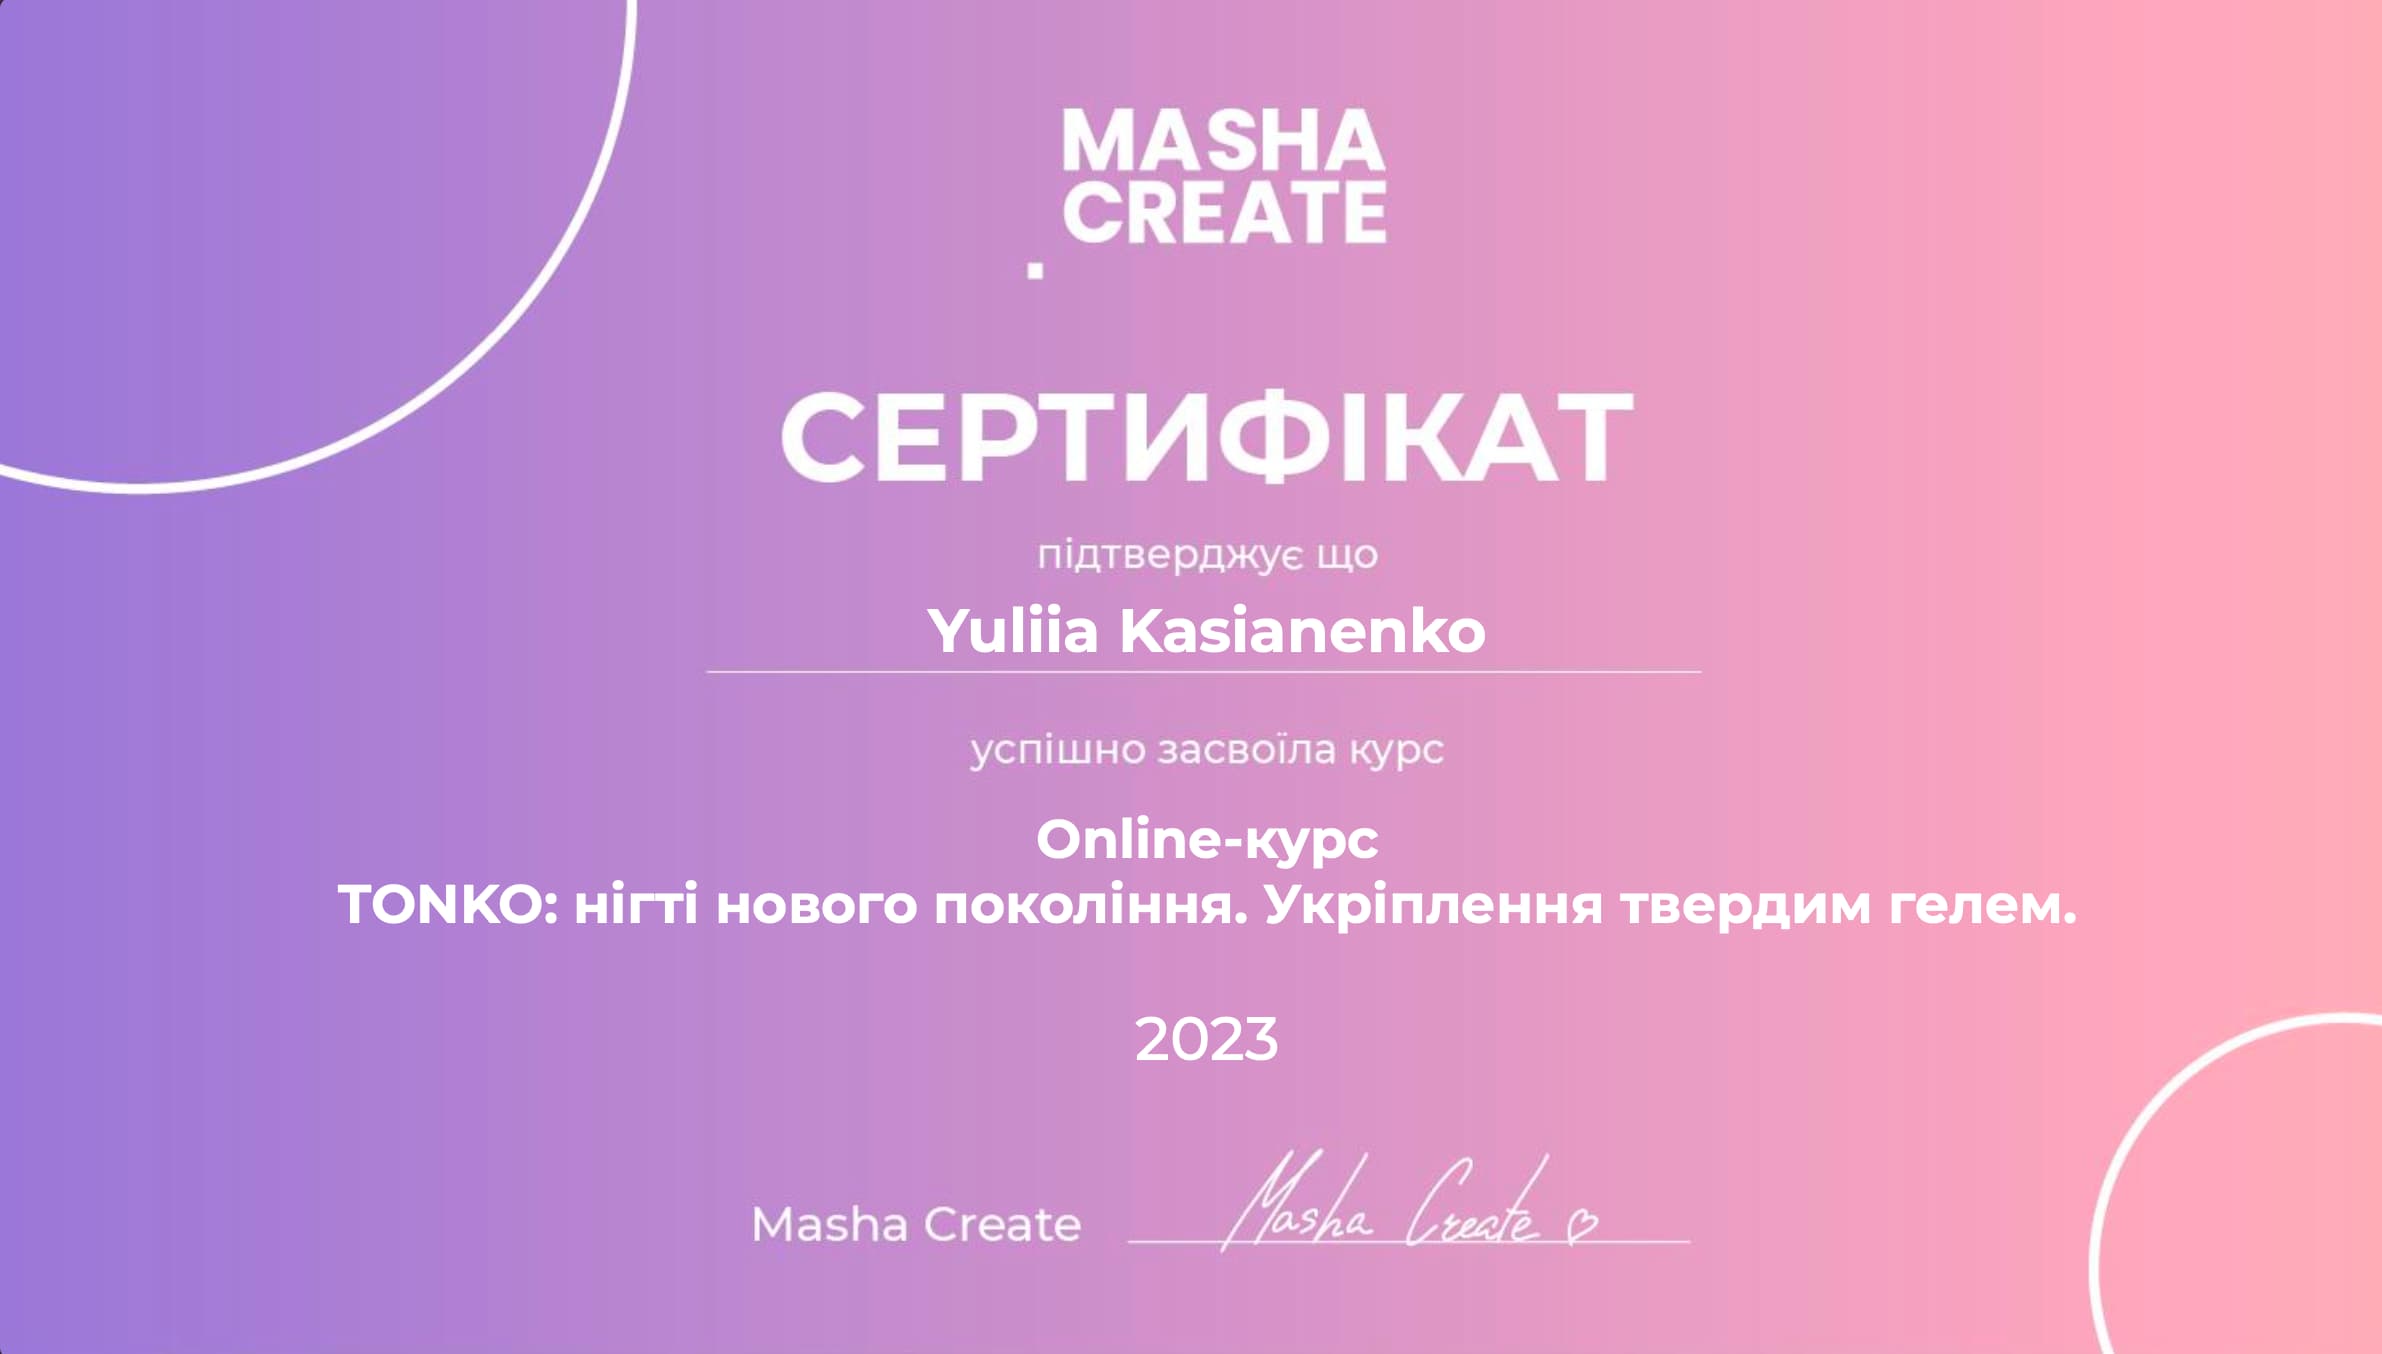 MASHA
CREATE
СЕРТИФІКАТ
підтверджує що
Yuliia Kasianenko
успішно засвоїла курс
Online-курс
TONKO: нігті нового покоління. Укріплення твердим гелем.
2023
Masha Create Masha Create